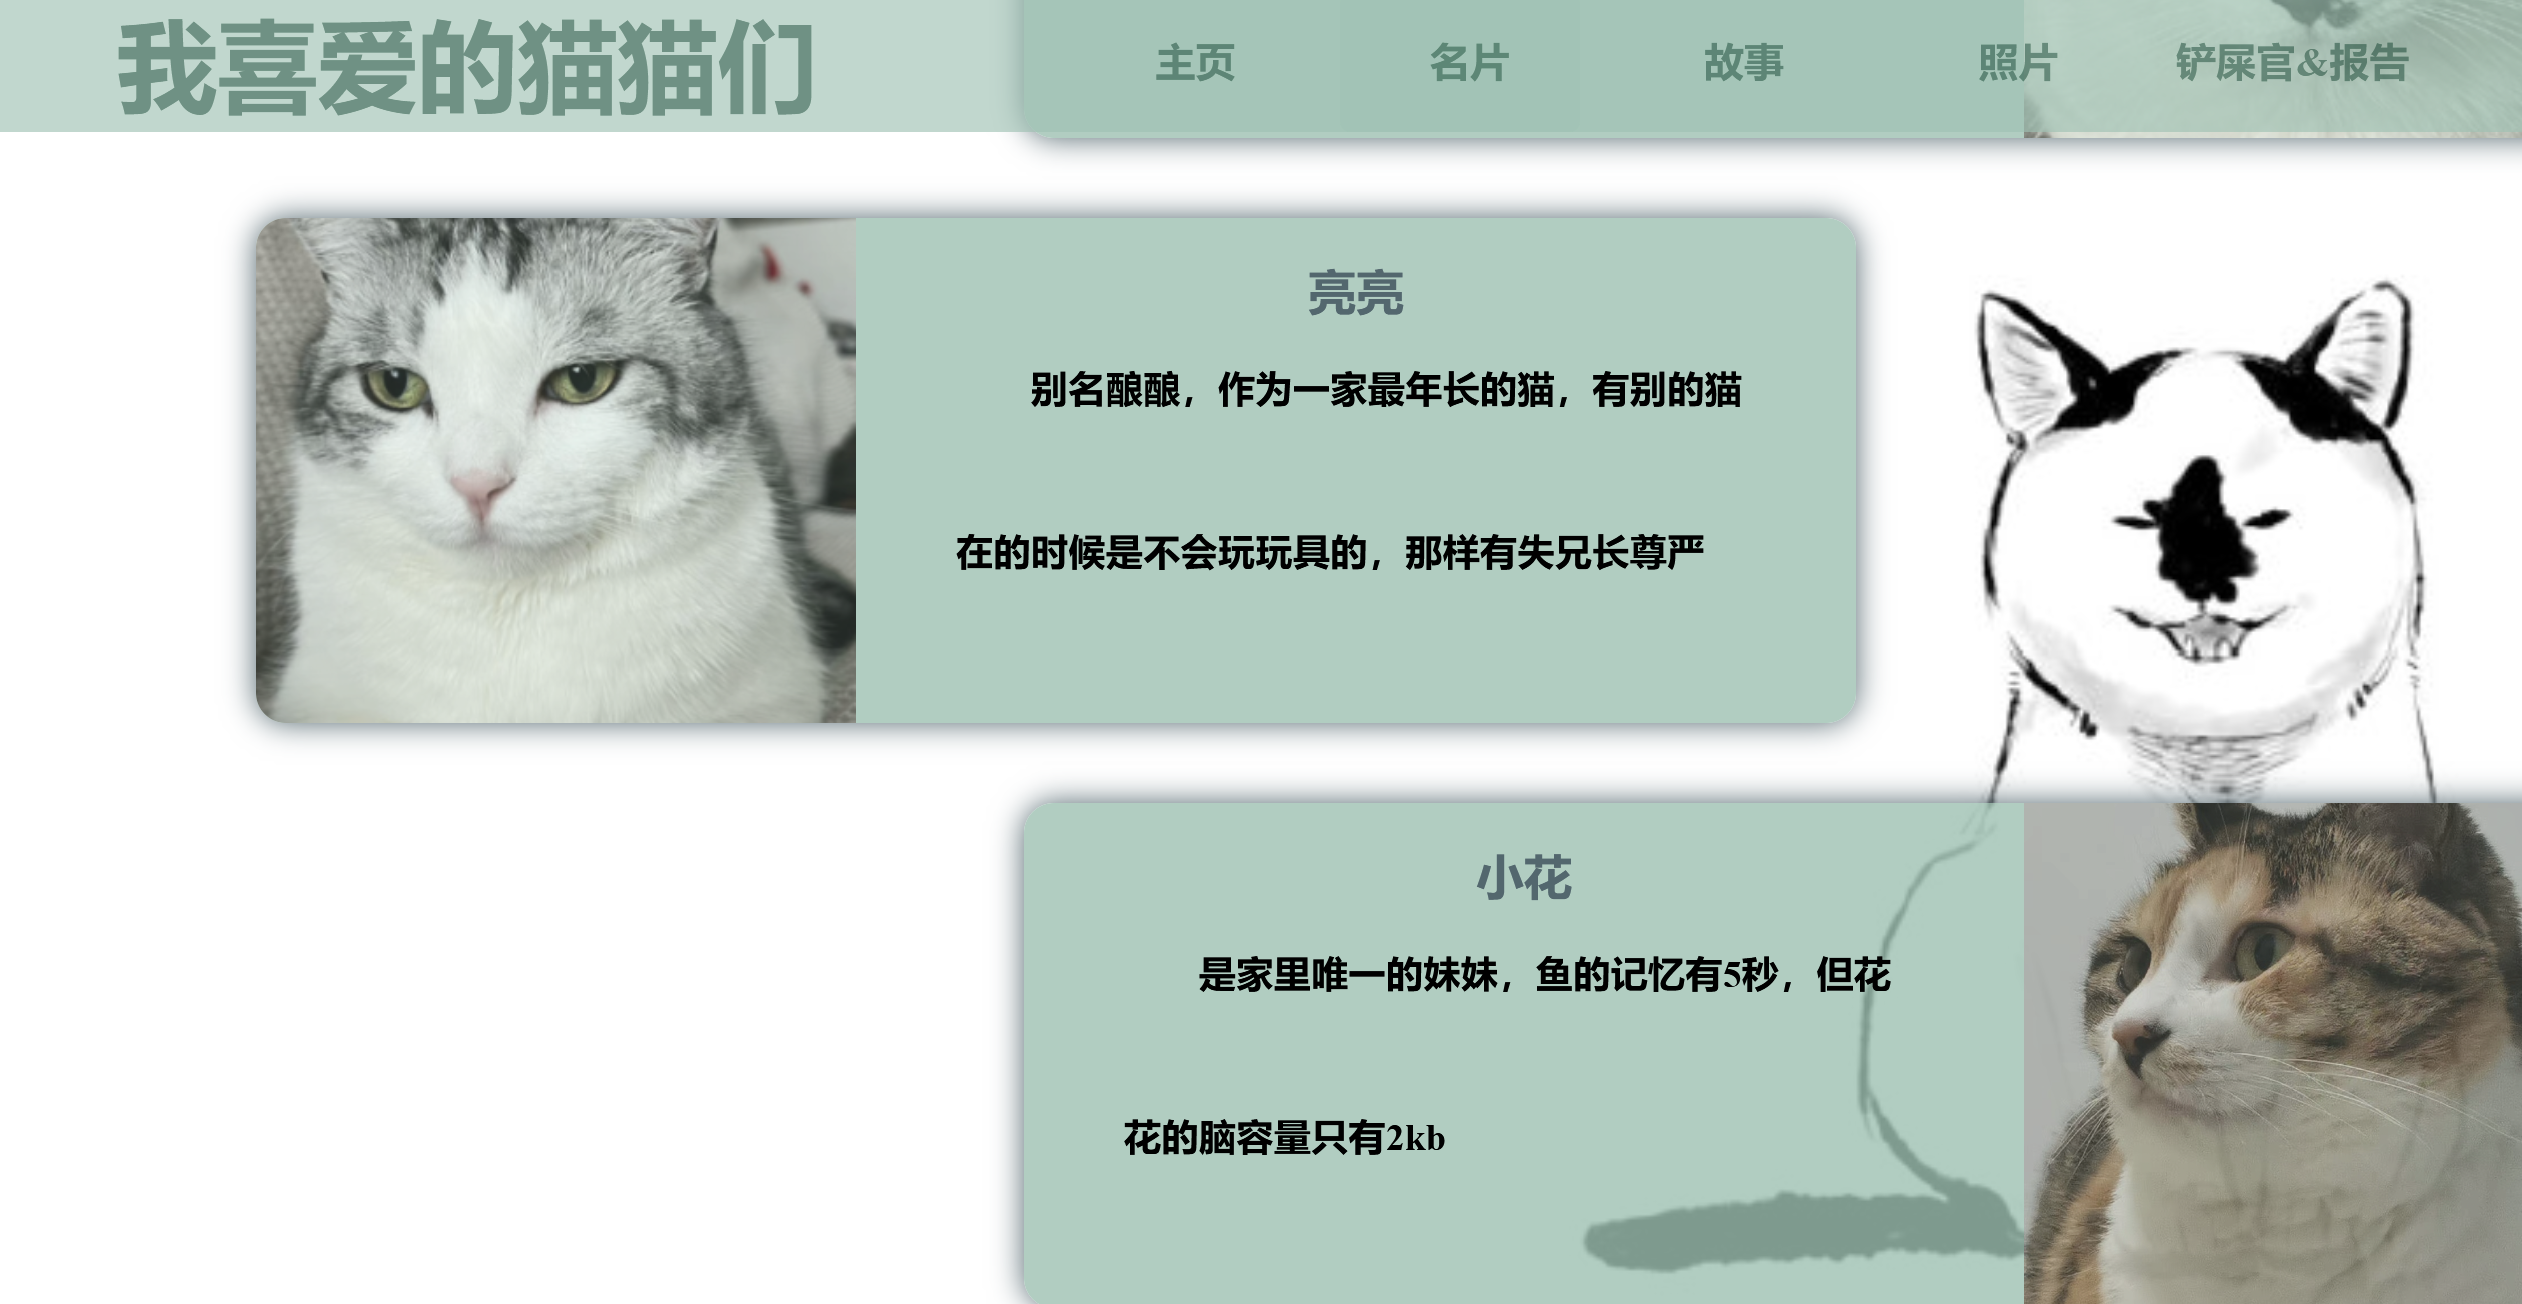 我喜爱的猫猫们
主页 名片 故事 照片 铲屎官&报告
亮亮
别名酿酿，作为一家最年长的猫，有别的猫
在的时候是不会玩玩具的，那样有失兄长尊严
小花
是家里唯一的妹妹，鱼的记忆有5秒，但花
花的脑容量只有2kb